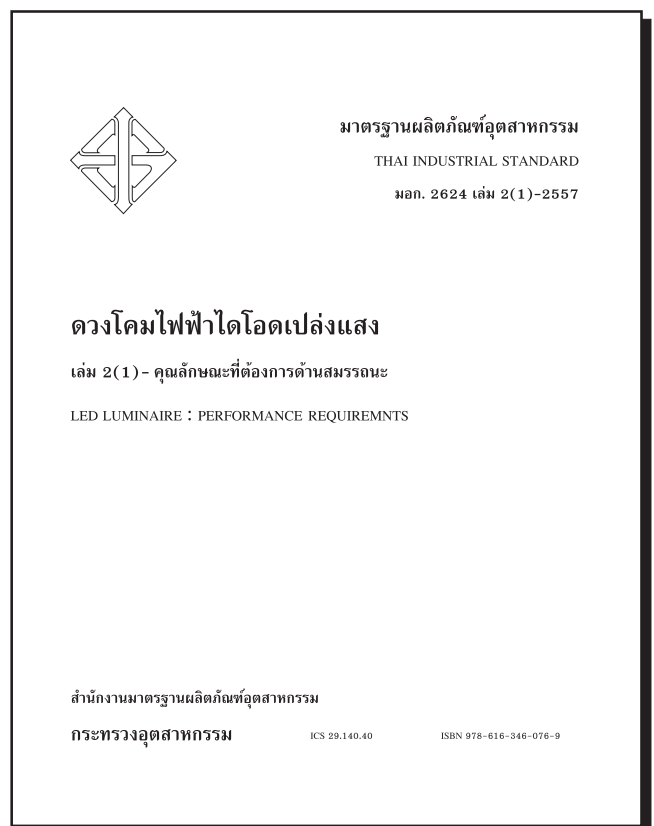 มาตรฐานผลิตภัณฑ์อุตสาหกรรม
THAI INDUSTRIAL STANDARD
มอก. 2624 เล่ม 2(1)-2557
ดวงโคมไฟฟ้าไดโอดเปล่งแสง
เล่ม 2(1)- คุณลักษณะที่ต้องการด้านสมรรถนะ
LED LUMINAIRE : PERFORMANCE REQUIREMNTS
สำนักงานมาตรฐานผลิตภัณฑ์อุตสาหกรรม
กระทรวงอุตสาหกรรม ICS 29.140.40 ISBN 978-616-346-076-9